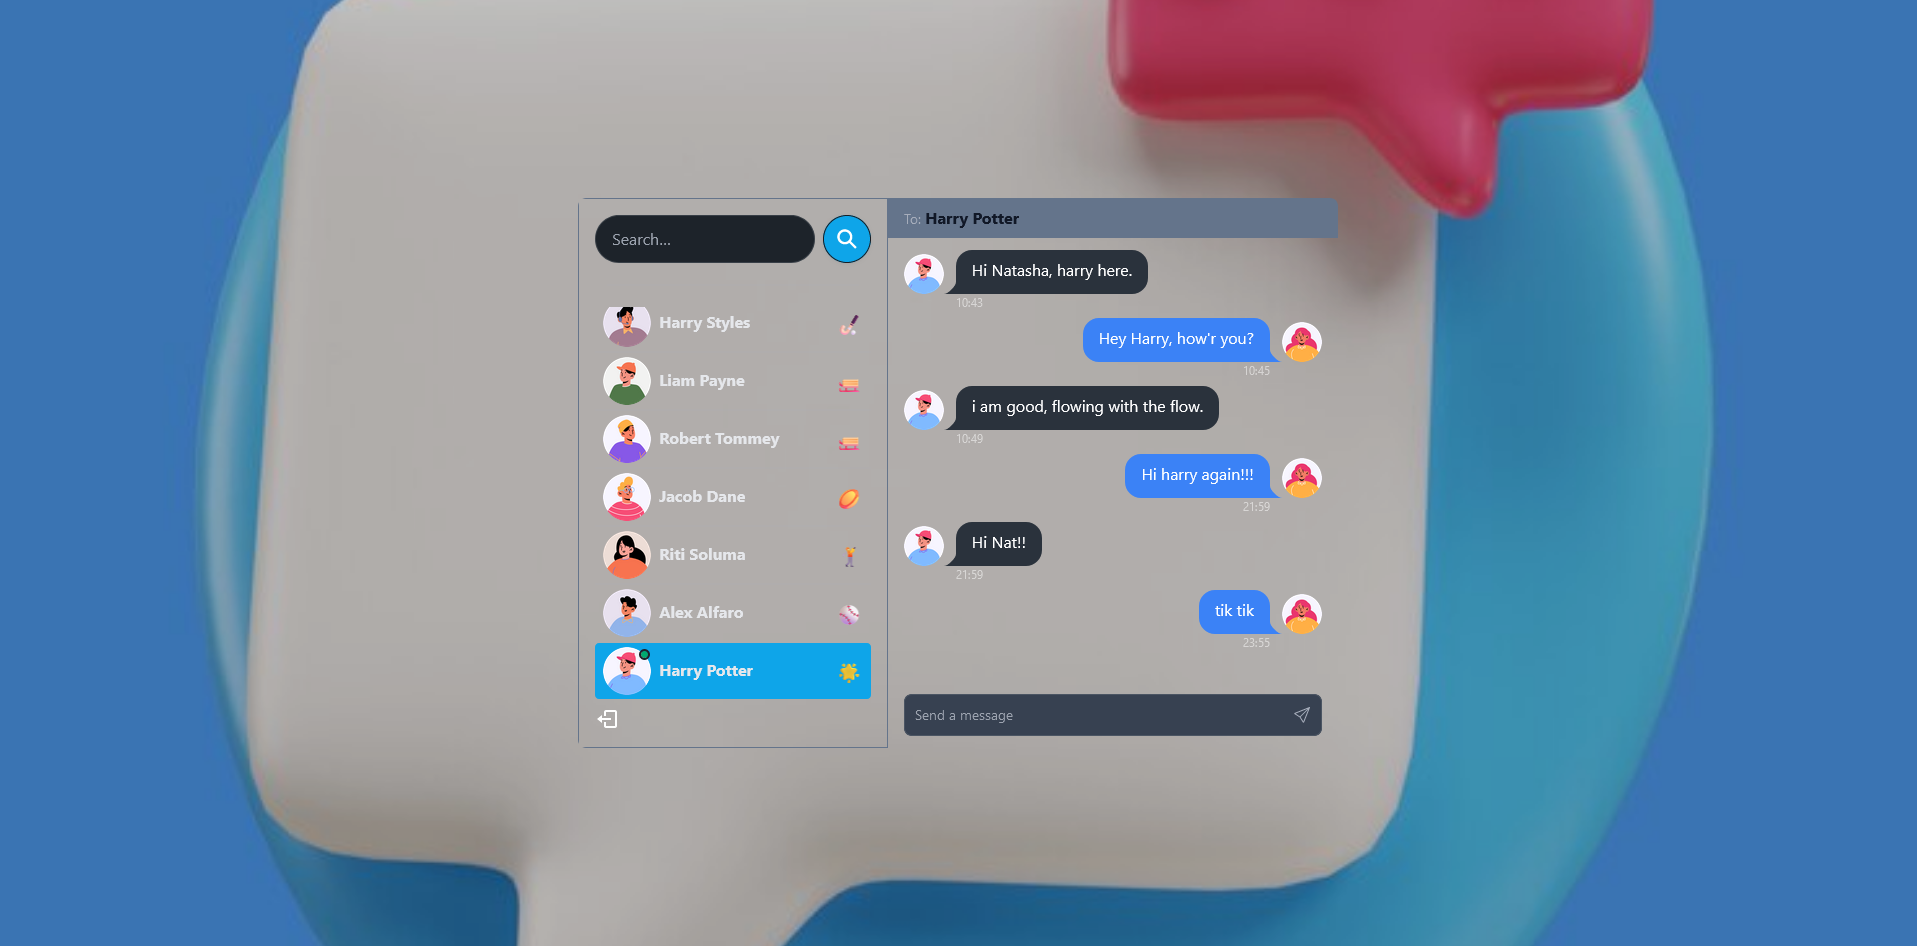 Search...
Harry Styles
Liam Payne
Robert Tommey
Jacob Dane
Riti Soluma
Alex Alfaro
Harry Potter
To: Harry Potter
Hi Natasha, harry here.
10:43
Hey Harry, how'r you?
10:45
i am good, flowing with the flow.
10:49
Hi harry again!!!
21:59
Hi Nat!!
21:59
tik tik
23:55
Send a message